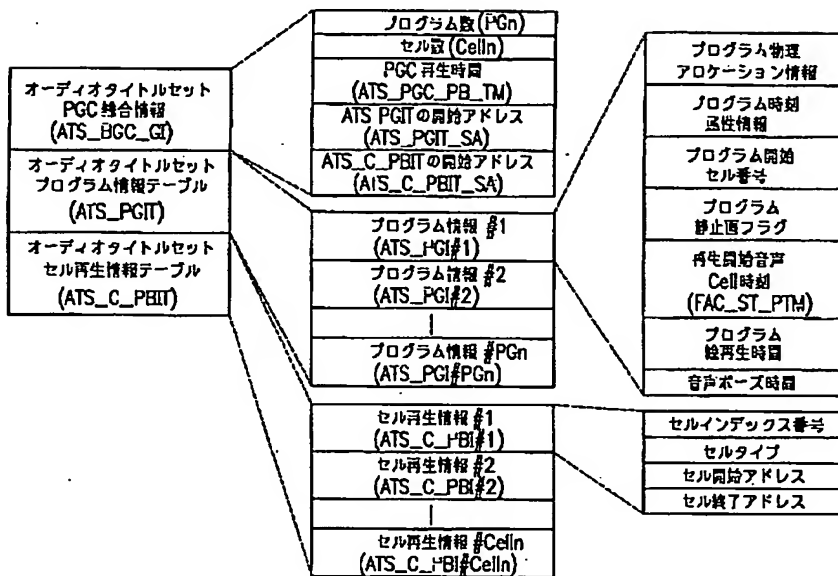 オーディオタイトルセット
PGC 総合情報
(ATS_BGC_GI)
オーディオタイトルセット
プログラム情報テーブル
(ATS_PGIT)
オーディオタイトルセット
セル再生情報テーブル
(ATS_C_PBIT)
プログラム数(PGn)
セル数(Celln)
PGC再生時間
(ATS_PGC_PB_TM)
ATS PGITの開始アドレス
(ATS_PGIT_SA)
ATS_C_PBITの開始アドレス
(ATS_C_PBIT_SA)
プログラム情報 #1
(ATS_PGI#1)
プログラム情報 #2
(ATS_PGI#2)
プログラム情報 #PGn
(ATS_PGI#PGn)
セル再生情報 #1
(ATS_C_PBI#1)
セル再生情報 #2
(ATS_C_PBI#2)
セル再生情報 #Celln
(ATS_C_PBI#Celln)
プログラム物理
アロケーション情報
プログラム時刻
属性情報
プログラム開始
セル番号
プログラム
静止画フラグ
再生開始音声
Cell時刻
(FAC_ST_PTM)
プログラム
総再生時間
音声ポーズ時間
セルインデックス番号
セルタイプ
セル開始アドレス
セル終了アドレス